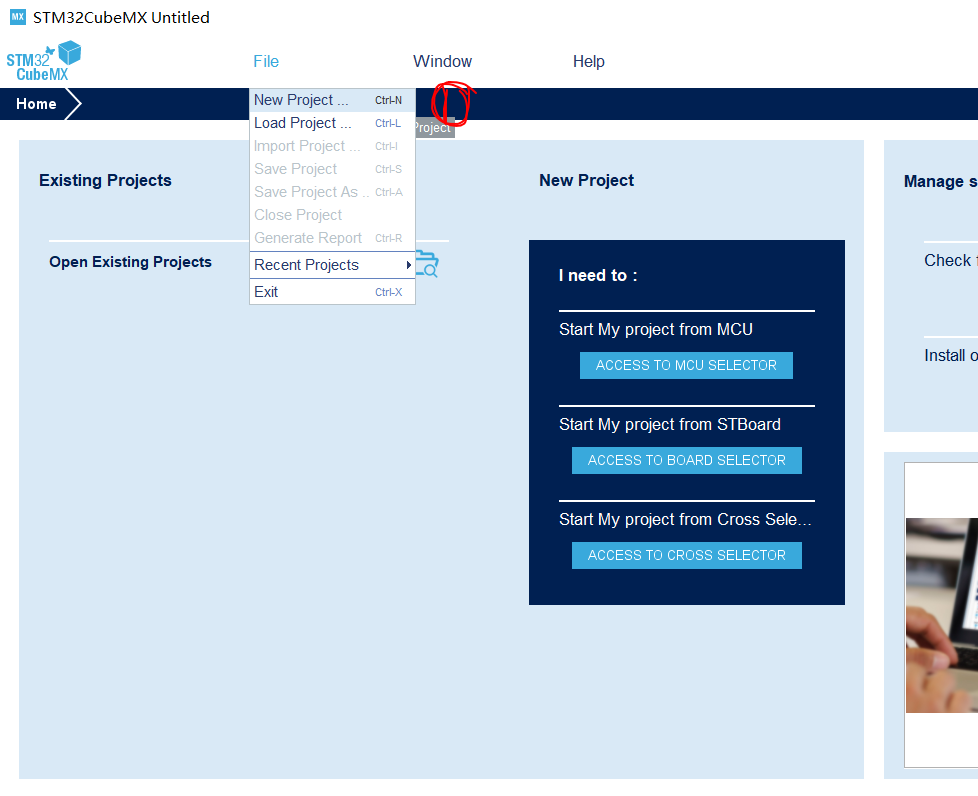 MX STM32CubeMX Untitled
STM32
CubeMX
File Window Help
Home
New Project ... Ctrl-N
Load Project ... Ctrl-L
Project
Import Project ... Ctrl-I
Save Project Ctrl-S
Save Project As .. Ctrl-A
Close Project
Generate Report Ctrl-R
Recent Projects
Exit Ctrl-X
Existing Projects
Open Existing Projects
New Project
I need to :
Start My project from MCU
ACCESS TO MCU SELECTOR
Start My project from STBoard
ACCESS TO BOARD SELECTOR
Start My project from Cross Sele...
ACCESS TO CROSS SELECTOR
Manage s
Check f
Install o